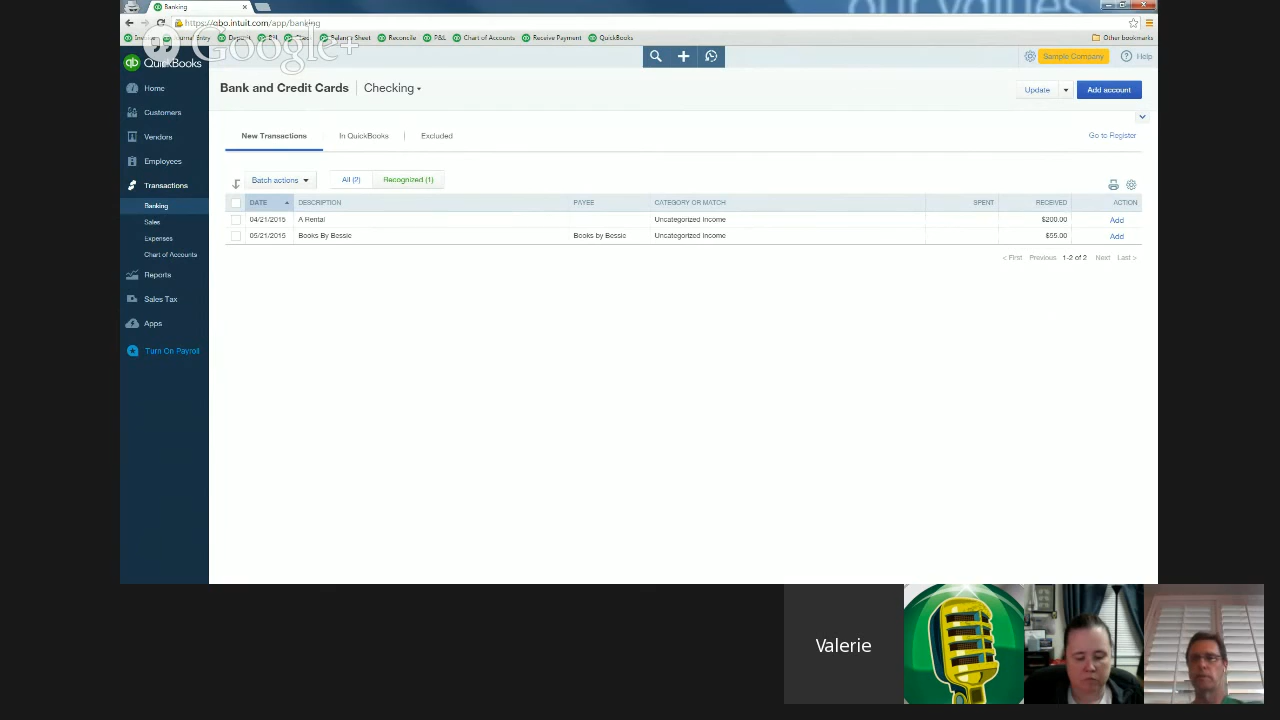 Banking
https://qbo.intuit.com/app/banking
Journal Entry
Deposit
Balance Sheet
Reconcile
P&L
Chart of Accounts
Receive Payment
QuickBooks
Other bookmarks
Google+
QuickBooks
Sample Company
Help
Home
Customers
Vendors
Employees
Transactions
Banking
Sales
Expenses
Chart of Accounts
Reports
Sales Tax
Apps
Turn On Payroll
Bank and Credit Cards Checking
Update
Add account
New Transactions In QuickBooks Excluded
Go to Register
Batch actions All (2) Recognized (1)
DATE DESCRIPTION PAYEE CATEGORY OR MATCH SPENT RECEIVED ACTION
04/21/2015 A Rental Uncategorized Income $200.00 Add
05/21/2015 Books By Bessie Books by Bessie Uncategorized Income $55.00 Add
< First Previous 1-2 of 2 Next Last >
Valerie